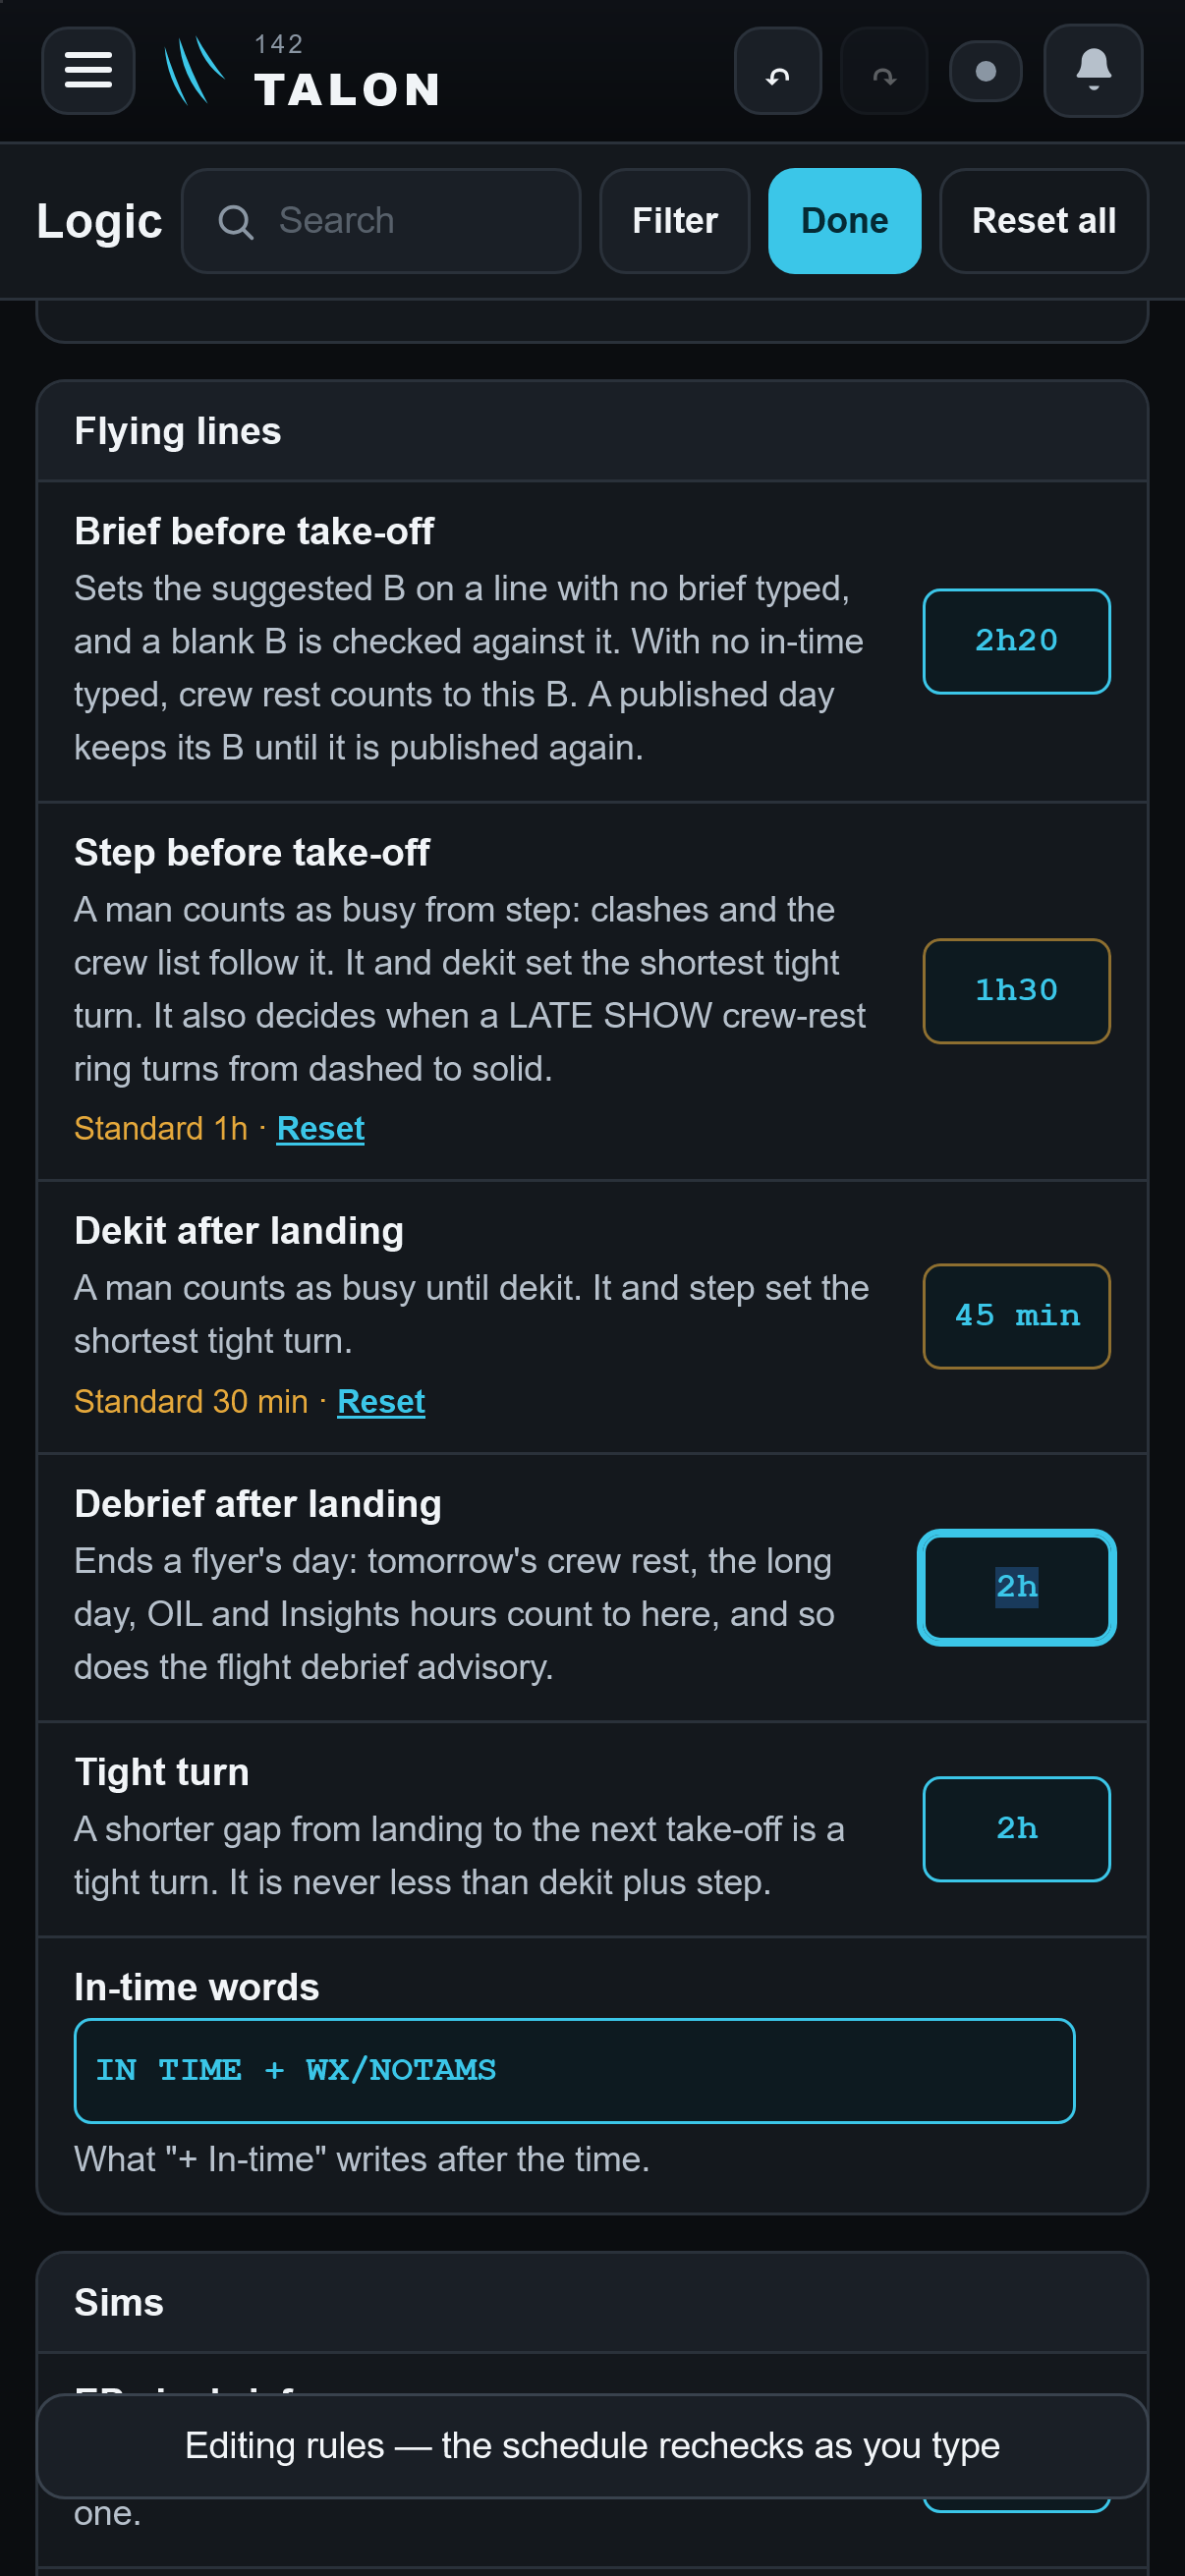 142
TALON
Logic
Search
Filter
Done
Reset all
Flying lines
Brief before take-off
Sets the suggested B on a line with no brief typed,
and a blank B is checked against it. With no in-time
typed, crew rest counts to this B. A published day
keeps its B until it is published again.
2h20
Step before take-off
A man counts as busy from step: clashes and the
crew list follow it. It and dekit set the shortest tight
turn. It also decides when a LATE SHOW crew-rest
ring turns from dashed to solid.
Standard 1h · Reset
1h30
Dekit after landing
A man counts as busy until dekit. It and step set the
shortest tight turn.
Standard 30 min · Reset
45 min
Debrief after landing
Ends a flyer's day: tomorrow's crew rest, the long
day, OIL and Insights hours count to here, and so
does the flight debrief advisory.
2h
Tight turn
A shorter gap from landing to the next take-off is a
tight turn. It is never less than dekit plus step.
2h
In-time words
IN TIME + WX/NOTAMS
What "+ In-time" writes after the time.
Sims
Editing rules — the schedule rechecks as you type
one.